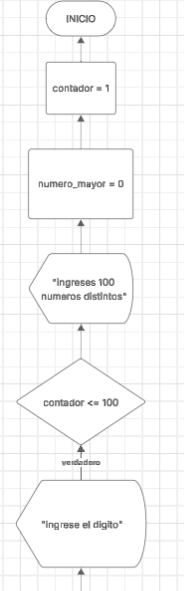 INICIO
contador = 1
numero_mayor = 0
"ingreses 100
numeros distintos"
contador <= 100
verdadero
"Ingrese el digito"